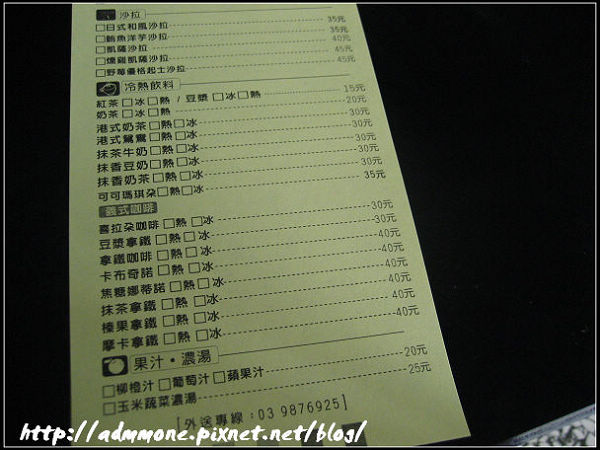 沙拉
□日式和風沙拉 35元
□鮪魚洋芋沙拉 35元
□凱薩沙拉 40元
□燻雞凱薩沙拉 45元
□野莓優格起士沙拉 45元
冷熱飲料
紅茶□冰□熱 / 豆漿□冰□熱 15元
奶茶□冰□熱 20元
港式奶茶□熱□冰 30元
港式鴛鴦□熱□冰 30元
抹茶牛奶□熱□冰 30元
抹香豆奶□熱□冰 30元
抹香奶茶□熱□冰 30元
可可瑪琪朵□熱□冰 35元
義式咖啡
喜拉朵咖啡□熱□冰 30元
豆漿拿鐵□熱□冰 30元
拿鐵咖啡□熱□冰 40元
卡布奇諾□熱□冰 40元
焦糖娜蒂諾□熱□冰 40元
抹茶拿鐵□熱□冰 40元
榛果拿鐵□熱□冰 40元
摩卡拿鐵□熱□冰 40元
果汁・濃湯
□柳橙汁□葡萄汁□蘋果汁 20元
□玉米蔬菜濃湯 25元
[外送專線：03 9876925]
http://admmone.pixnet.net/blog/